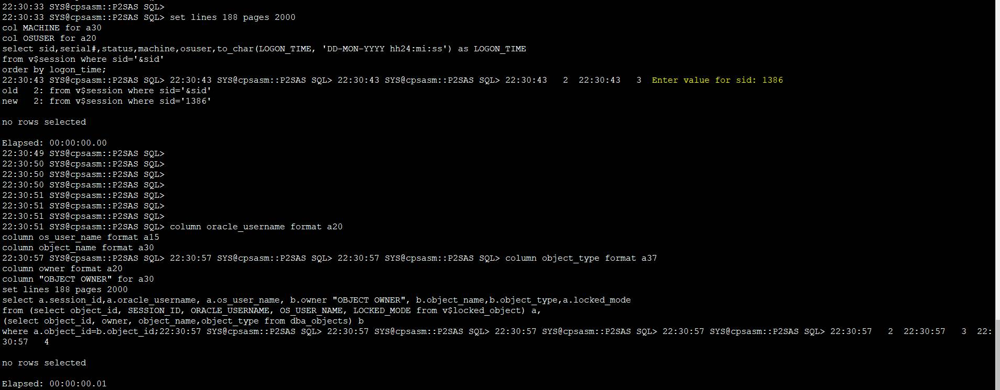 22:30:33 SYS@cpsasm::P2SAS SQL>
22:30:33 SYS@cpsasm::P2SAS SQL> set lines 188 pages 2000
col MACHINE for a30
col OSUSER for a20
select sid,serial#,status,machine,osuser,to_char(LOGON_TIME, 'DD-MON-YYYY hh24:mi:ss') as LOGON_TIME
from v$session where sid='&sid'
order by logon_time;
22:30:43 SYS@cpsasm::P2SAS SQL> 22:30:43 SYS@cpsasm::P2SAS SQL> 22:30:43 SYS@cpsasm::P2SAS SQL> 22:30:43   2  22:30:43   3  Enter value for sid: 1386
old   2: from v$session where sid='&sid'
new   2: from v$session where sid='1386'

no rows selected

Elapsed: 00:00:00.00
22:30:49 SYS@cpsasm::P2SAS SQL>
22:30:50 SYS@cpsasm::P2SAS SQL>
22:30:50 SYS@cpsasm::P2SAS SQL>
22:30:50 SYS@cpsasm::P2SAS SQL>
22:30:51 SYS@cpsasm::P2SAS SQL>
22:30:51 SYS@cpsasm::P2SAS SQL>
22:30:51 SYS@cpsasm::P2SAS SQL>
22:30:51 SYS@cpsasm::P2SAS SQL> column oracle_username format a20
column os_user_name format a15
column object_name format a30
22:30:57 SYS@cpsasm::P2SAS SQL> 22:30:57 SYS@cpsasm::P2SAS SQL> 22:30:57 SYS@cpsasm::P2SAS SQL> column object_type format a37
column owner format a20
column "OBJECT OWNER" for a30
set lines 188 pages 2000
select a.session_id,a.oracle_username, a.os_user_name, b.owner "OBJECT OWNER", b.object_name,b.object_type,a.locked_mode
from (select object_id, SESSION_ID, ORACLE_USERNAME, OS_USER_NAME, LOCKED_MODE from v$locked_object) a,
(select object_id, owner, object_name,object_type from dba_objects) b
where a.object_id=b.object_id;22:30:57 SYS@cpsasm::P2SAS SQL> 22:30:57 SYS@cpsasm::P2SAS SQL> 22:30:57 SYS@cpsasm::P2SAS SQL> 22:30:57 SYS@cpsasm::P2SAS SQL> 22:30:57   2  22:30:57   3  22:
30:57   4

no rows selected

Elapsed: 00:00:00.01